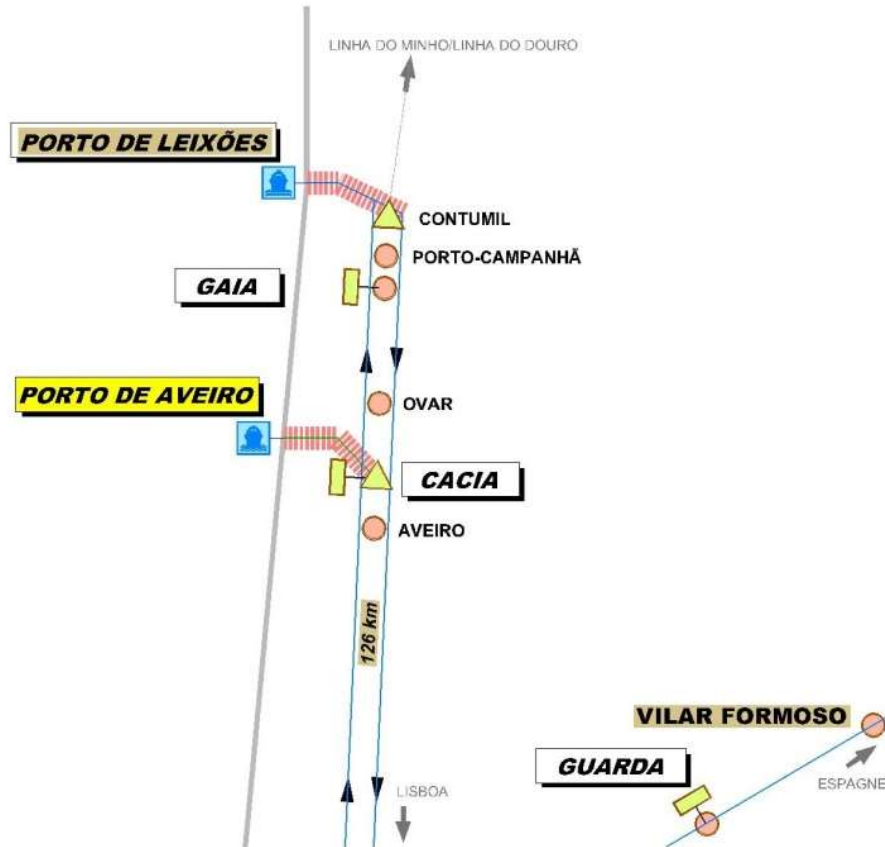 LINHA DO MINHO/LINHA DO DOURO
PORTO DE LEIXÕES
CONTUMIL
PORTO-CAMPANHÃ
GAIA
PORTO DE AVEIRO
OVAR
CACIA
AVEIRO
126 km
VILAR FORMOSO
GUARDA
ESPAGNE
LISBOA